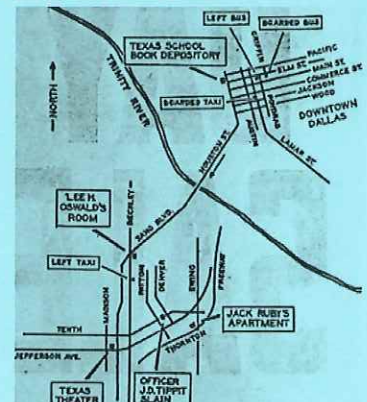 LEFT BUS
BOARDED BUS
GRIFFIN
PACIFIC
TEXAS SCHOOL
BOOK DEPOSITORY
ELM ST.
MAIN ST.
COMMERCE ST.
JACKSON
WOOD
BOARDED TAXI
POYDRAS
AUSTIN
DOWNTOWN
DALLAS
LAMAR ST.
NORTH
TRINITY
RIVER
HOUSTON ST.
LEE H.
OSWALD'S
ROOM
BECKLEY
ZANG BLVD.
LEFT TAXI
PATTON
DENVER
EWING
FREEWAY
MADISON
JACK RUBY'S
APARTMENT
TENTH
JEFFERSON AVE.
THORNTON
TEXAS
THEATER
OFFICER
J.D. TIPPIT
SLAIN